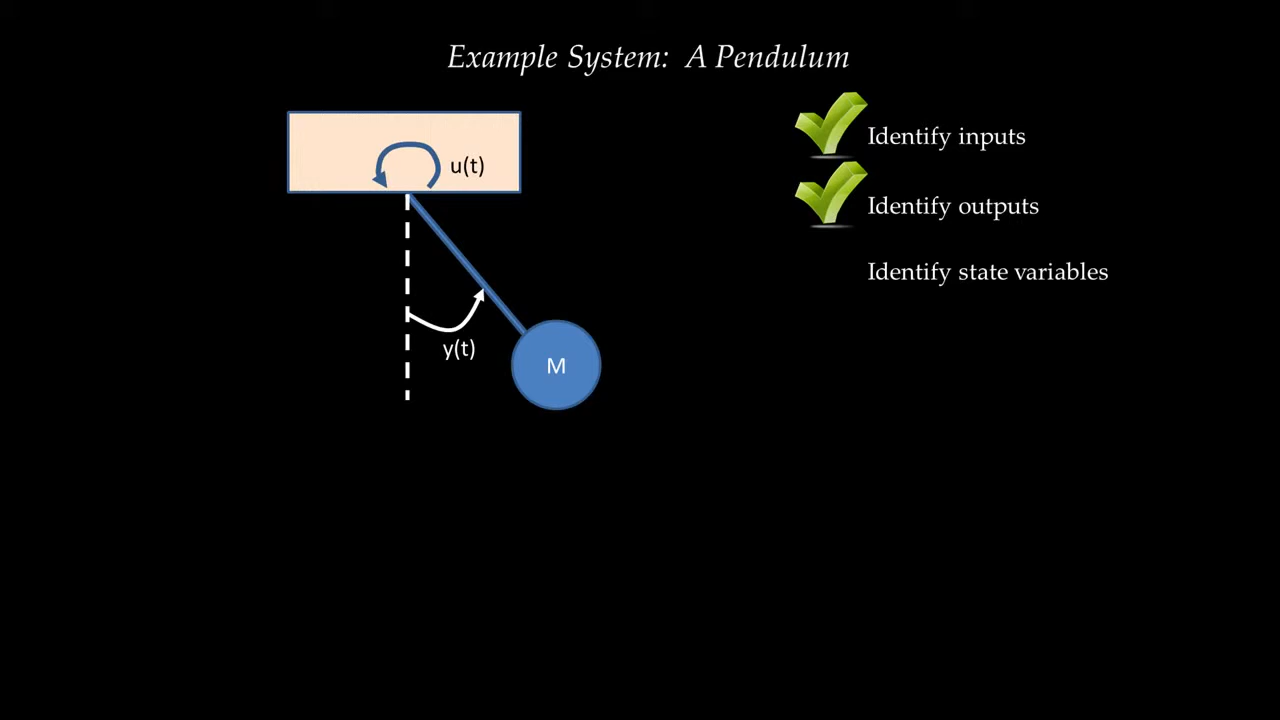 Example System: A Pendulum
Identify inputs
u(t)
Identify outputs
Identify state variables
y(t)
M